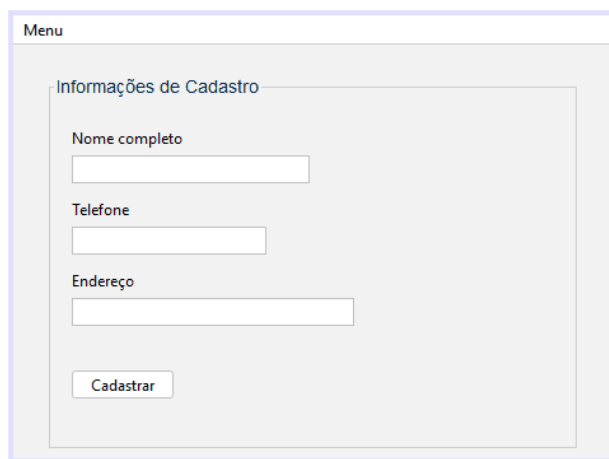 Menu
Informações de Cadastro
Nome completo
Telefone
Endereço
Cadastrar